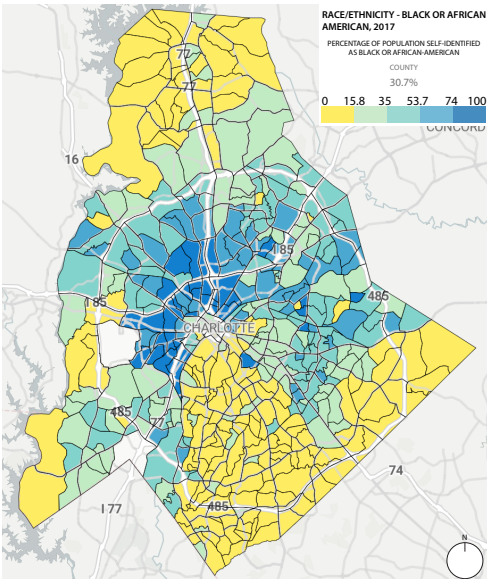 RACE/ETHNICITY - BLACK OR AFRICAN
AMERICAN, 2017
PERCENTAGE OF POPULATION SELF-IDENTIFIED
AS BLACK OR AFRICAN-AMERICAN
COUNTY
30.7%
0 15.8 35 53.7 74 100
CONCORD
77
77
16
I 85
485
I 85
CHARLOTTE
485
77
74
I 77
485
N